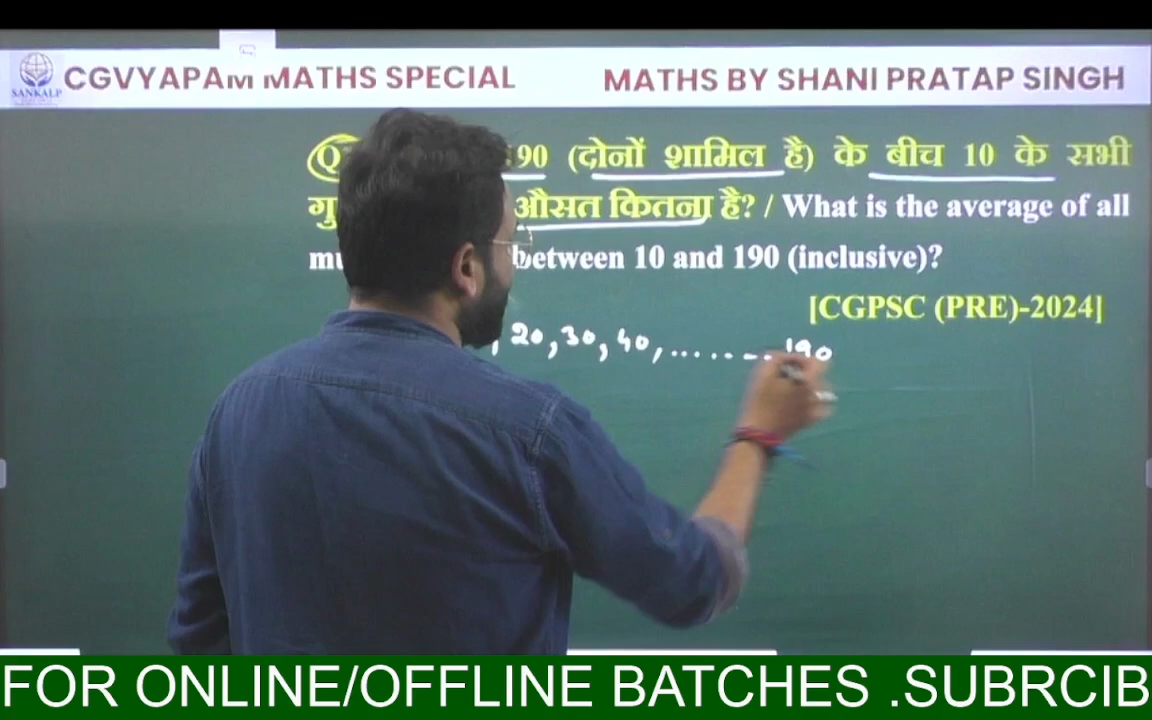 SANKALP
CGVYAPAM MATHS SPECIAL
MATHS BY SHANI PRATAP SINGH
190 (दोनों शामिल है) के बीच 10 के सभी
औसत कितना है? / What is the average of all
between 10 and 190 (inclusive)?
[CGPSC (PRE)-2024]
, 20, 30, 40, ........ 190
FOR ONLINE/OFFLINE BATCHES .SUBRCIB